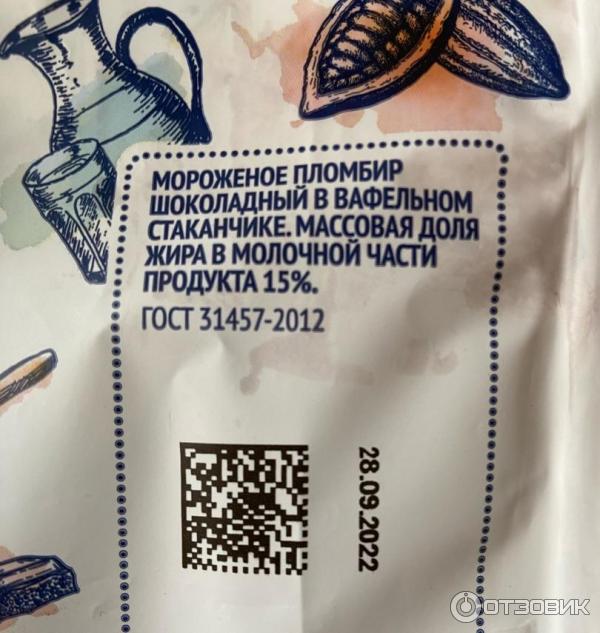 МОРОЖЕНОЕ ПЛОМБИР
ШОКОЛАДНЫЙ В ВАФЕЛЬНОМ
СТАКАНЧИКЕ. МАССОВАЯ ДОЛЯ
ЖИРА В МОЛОЧНОЙ ЧАСТИ
ПРОДУКТА 15%.
ГОСТ 31457-2012
28.09.2022
ОТЗОВИК